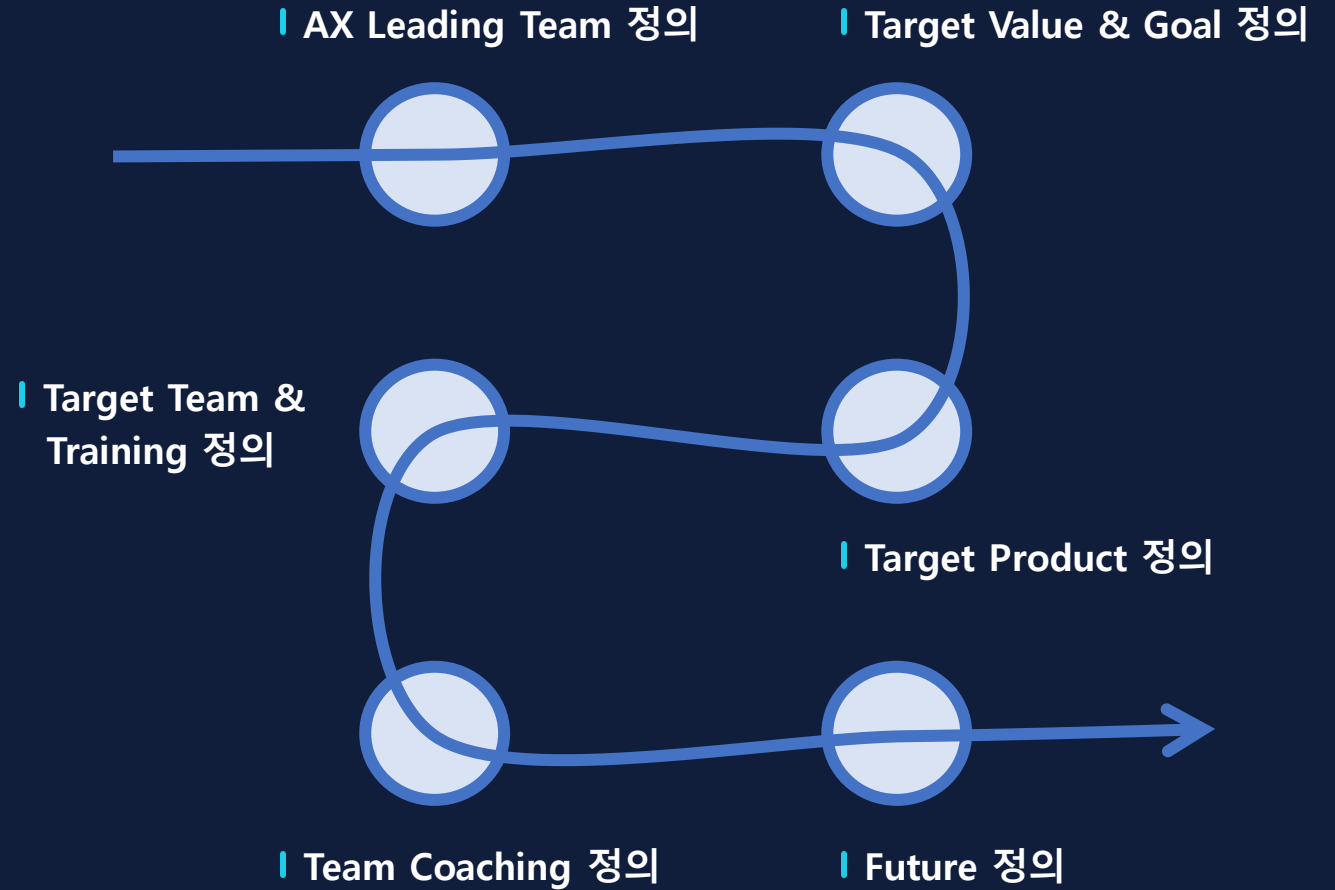 AX Leading Team 정의
Target Value & Goal 정의
Target Team &
Training 정의
Target Product 정의
Team Coaching 정의
Future 정의